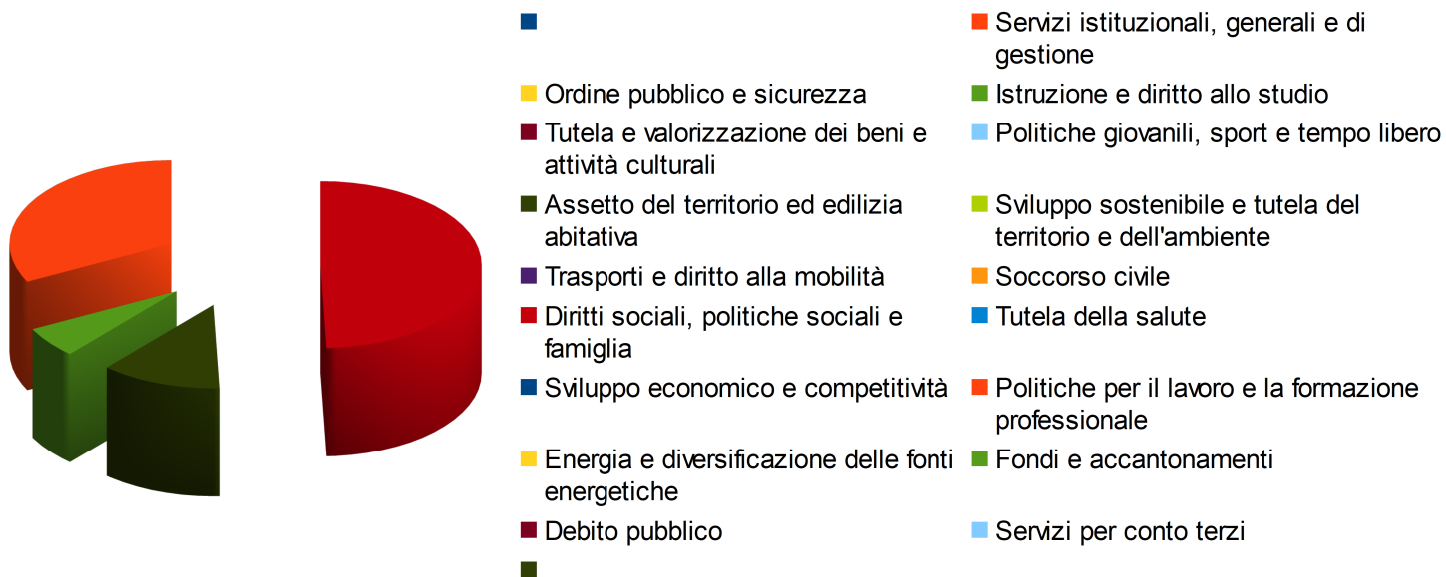 Servizi istituzionali, generali e di
gestione
Ordine pubblico e sicurezza
Istruzione e diritto allo studio
Tutela e valorizzazione dei beni e
attività culturali
Politiche giovanili, sport e tempo libero
Assetto del territorio ed edilizia
abitativa
Sviluppo sostenibile e tutela del
territorio e dell'ambiente
Trasporti e diritto alla mobilità
Soccorso civile
Diritti sociali, politiche sociali e
famiglia
Tutela della salute
Sviluppo economico e competitività
Politiche per il lavoro e la formazione
professionale
Energia e diversificazione delle fonti
energetiche
Fondi e accantonamenti
Debito pubblico
Servizi per conto terzi